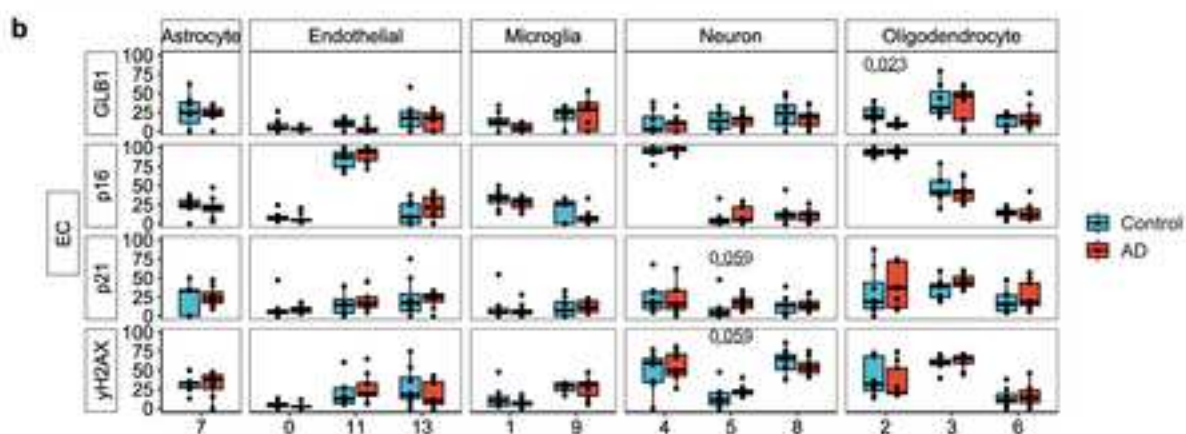 b
Astrocyte Endothelial Microglia Neuron Oligodendrocyte
EC
GLB1
100
75
50
25
0
0.023
p16
100
75
50
25
0
p21
100
75
50
25
0
0.059
yH2AX
100
75
50
25
0
0.059
7 0 11 13 1 9 4 5 8 2 3 6
Control
AD